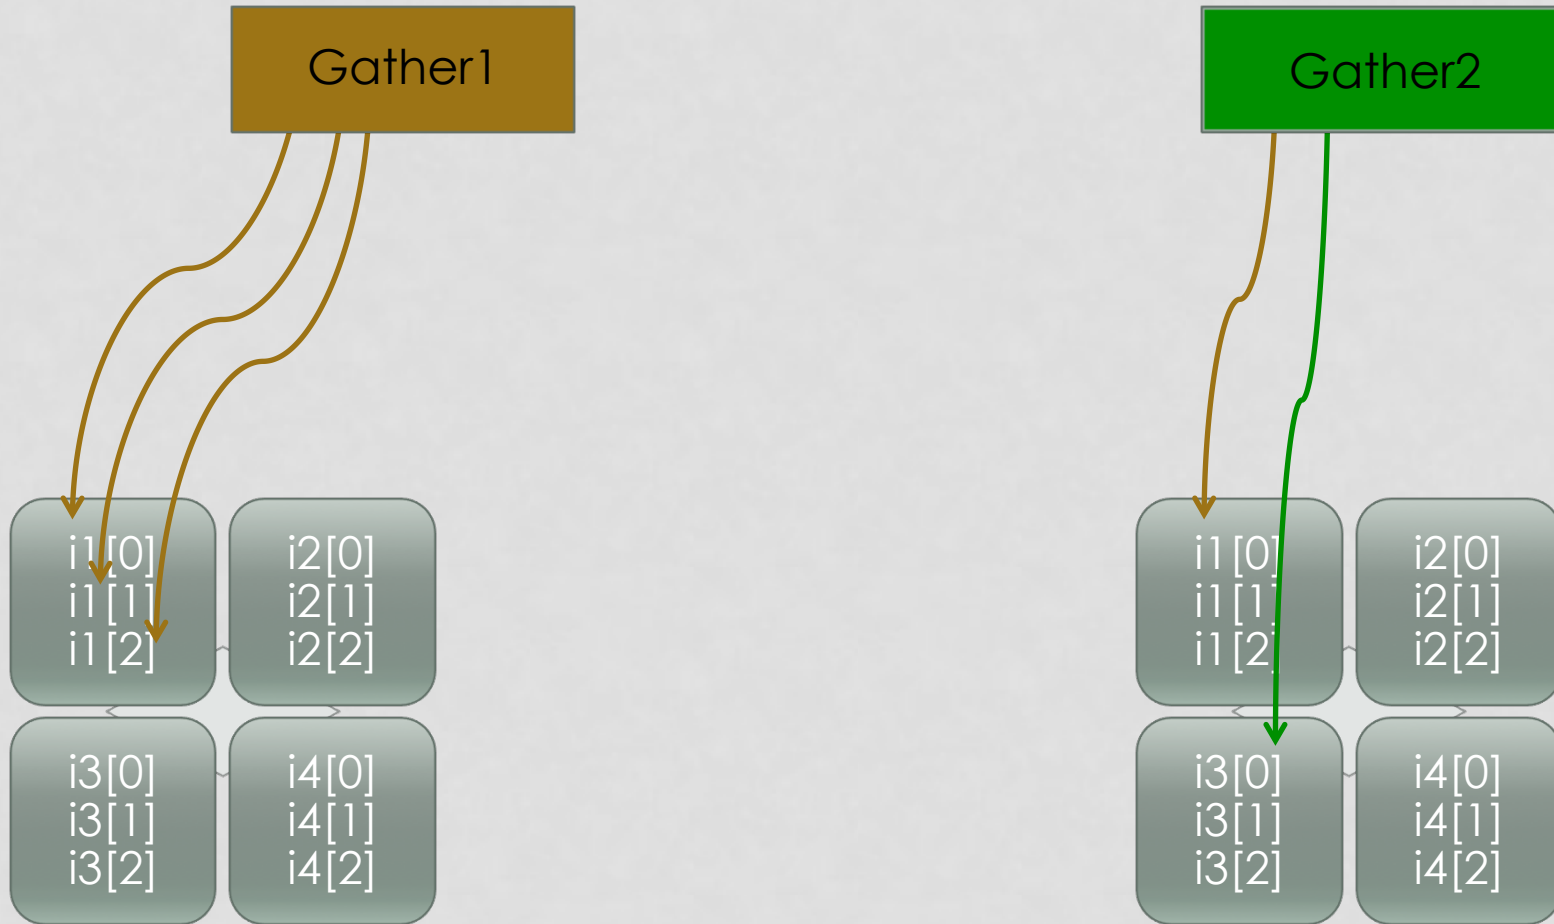 Gather1
Gather2
i1[0]
i1[1]
i1[2]
i2[0]
i2[1]
i2[2]
i3[0]
i3[1]
i3[2]
i4[0]
i4[1]
i4[2]
i1[0]
i1[1]
i1[2]
i2[0]
i2[1]
i2[2]
i3[0]
i3[1]
i3[2]
i4[0]
i4[1]
i4[2]